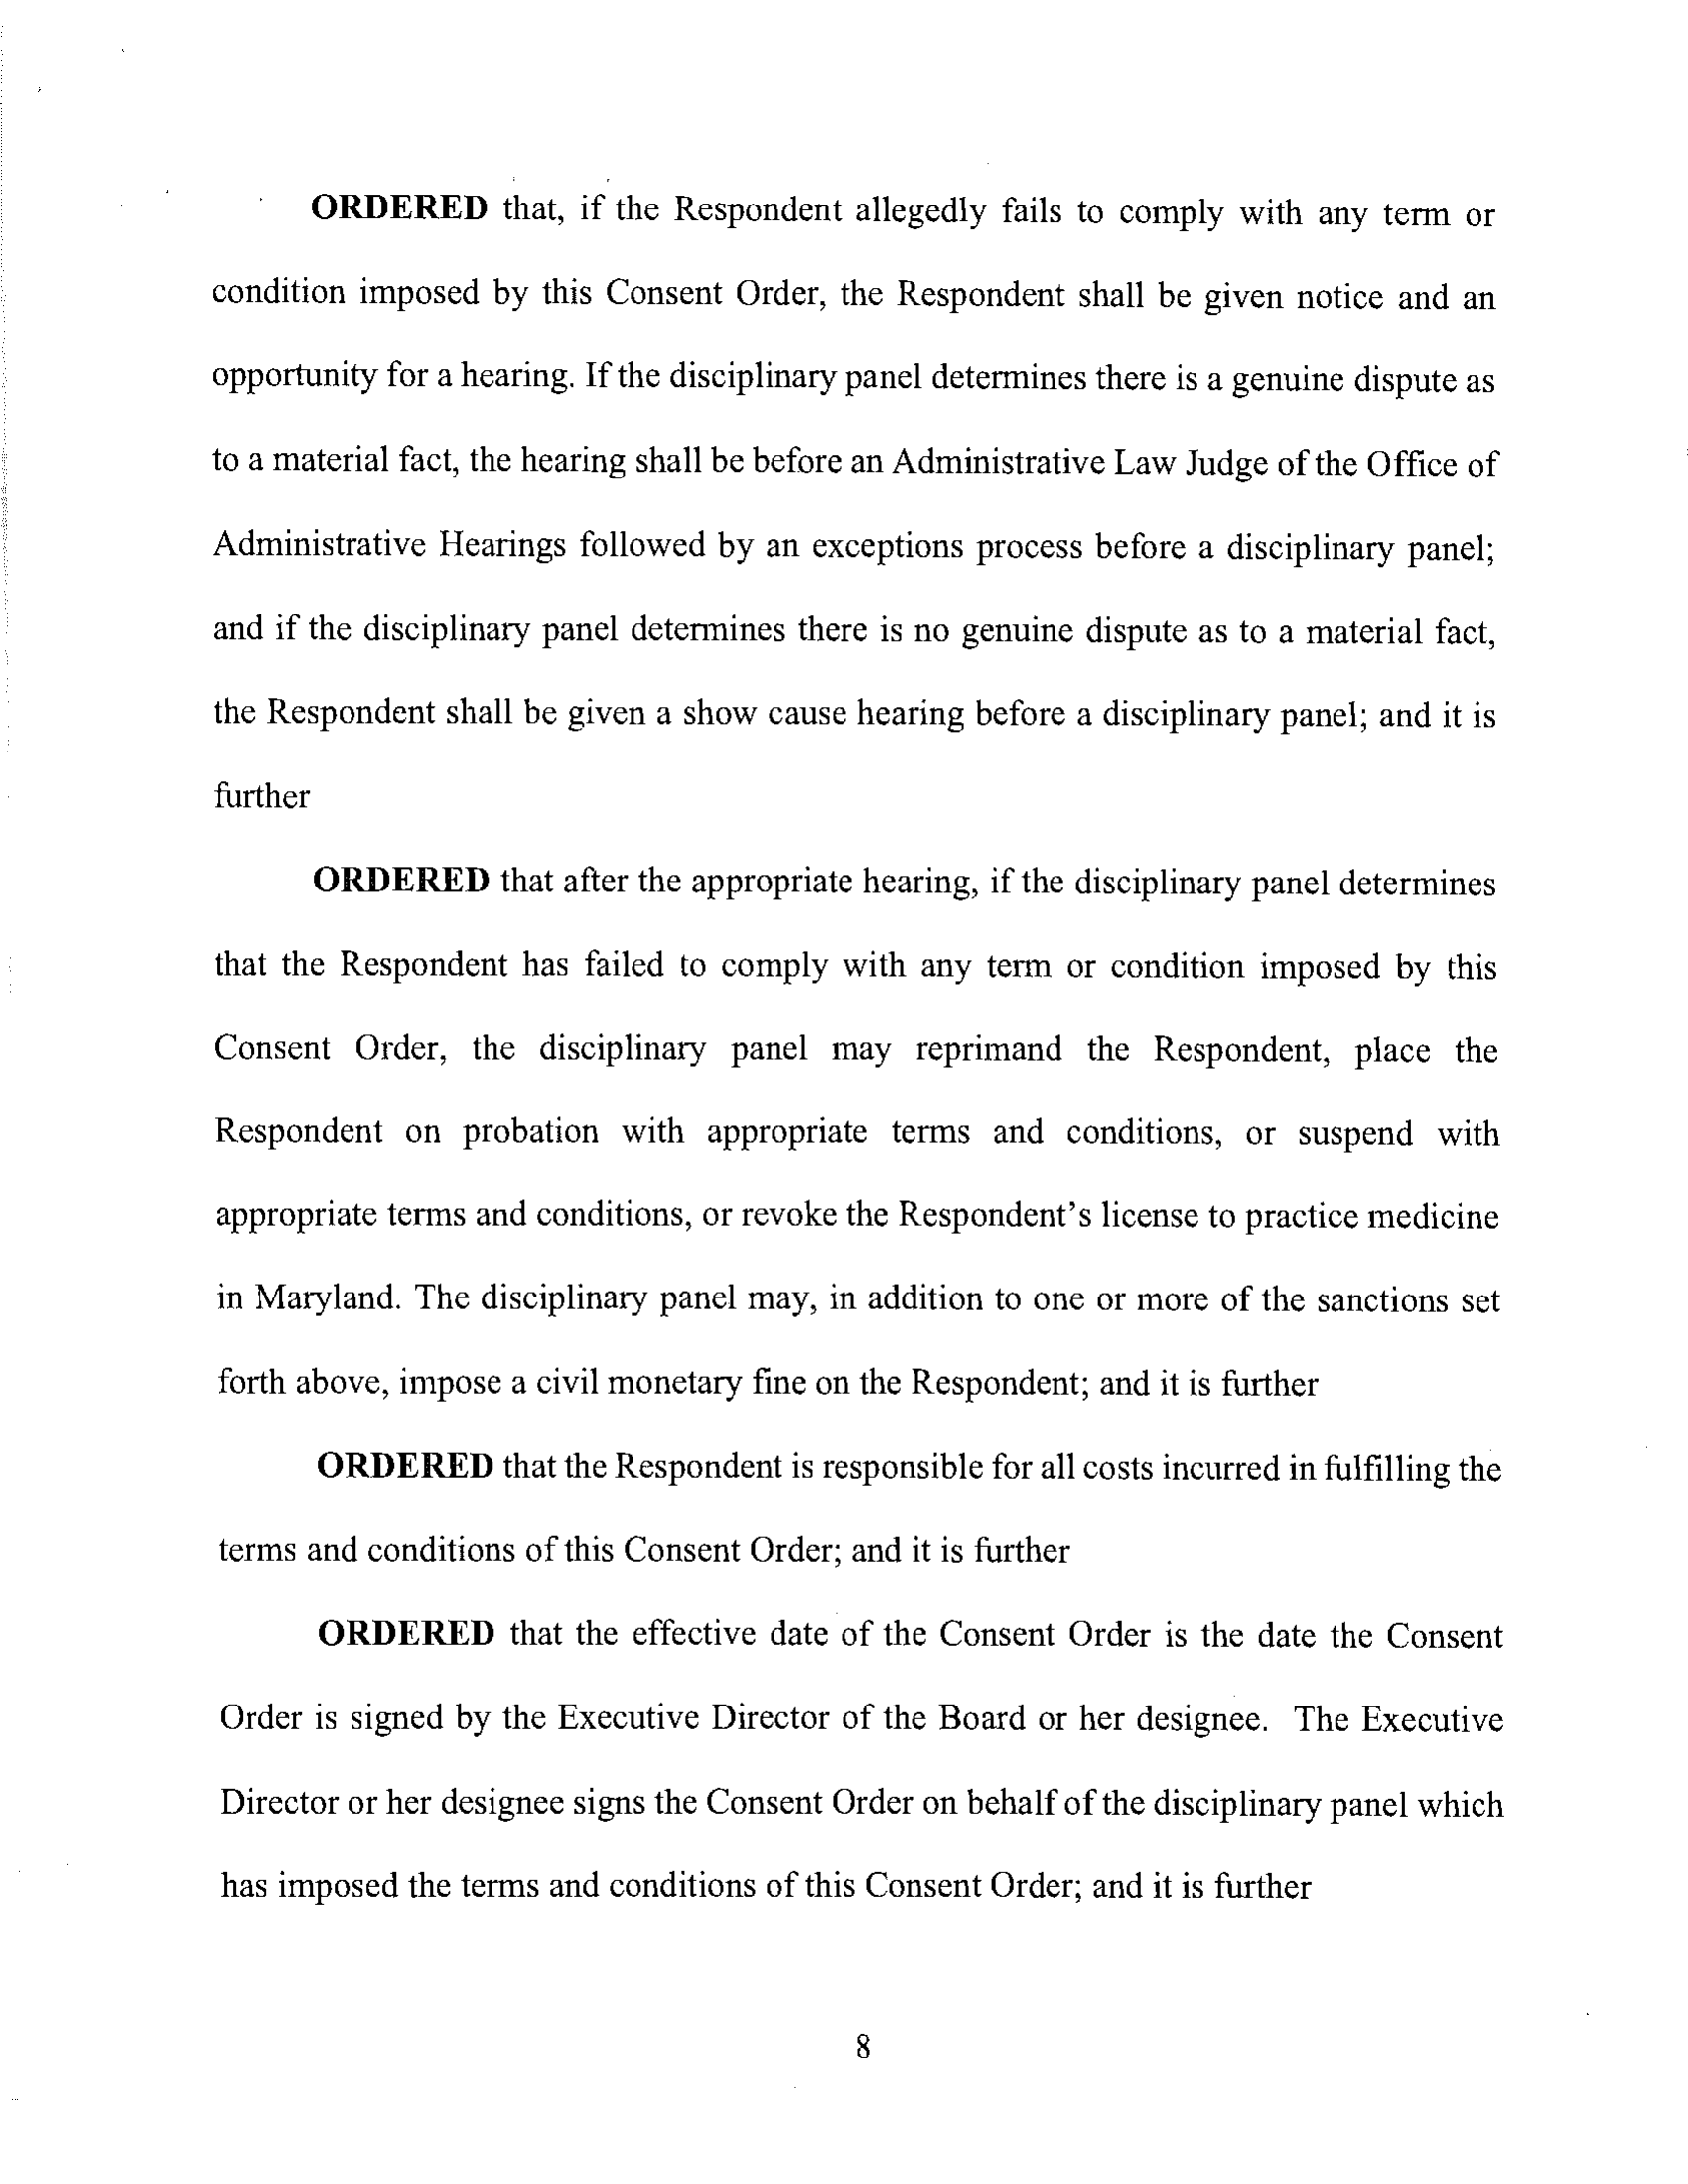 ORDERED that, if the Respondent allegedly fails to comply with any term or
condition imposed by this Consent Order, the Respondent shall be given notice and an
opportunity for a hearing. If the disciplinary panel determines there is a genuine dispute as
to a material fact, the hearing shall be before an Administrative Law Judge of the Office of
Administrative Hearings followed by an exceptions process before a disciplinary panel;
and if the disciplinary panel determines there is no genuine dispute as to a material fact,
the Respondent shall be given a show cause hearing before a disciplinary panel; and it is
further
ORDERED that after the appropriate hearing, if the disciplinary panel determines
that the Respondent has failed to comply with any term or condition imposed by this
Consent Order, the disciplinary panel may reprimand the Respondent, place the
Respondent on probation with appropriate terms and conditions, or suspend with
appropriate terms and conditions, or revoke the Respondent's license to practice medicine
in Maryland. The disciplinary panel may, in addition to one or more of the sanctions set
forth above, impose a civil monetary fine on the Respondent; and it is further
ORDERED that the Respondent is responsible for all costs incurred in fulfilling the
terms and conditions of this Consent Order; and it is further
ORDERED that the effective date of the Consent Order is the date the Consent
Order is signed by the Executive Director of the Board or her designee. The Executive
Director or her designee signs the Consent Order on behalf of the disciplinary panel which
has imposed the terms and conditions of this Consent Order; and it is further
8